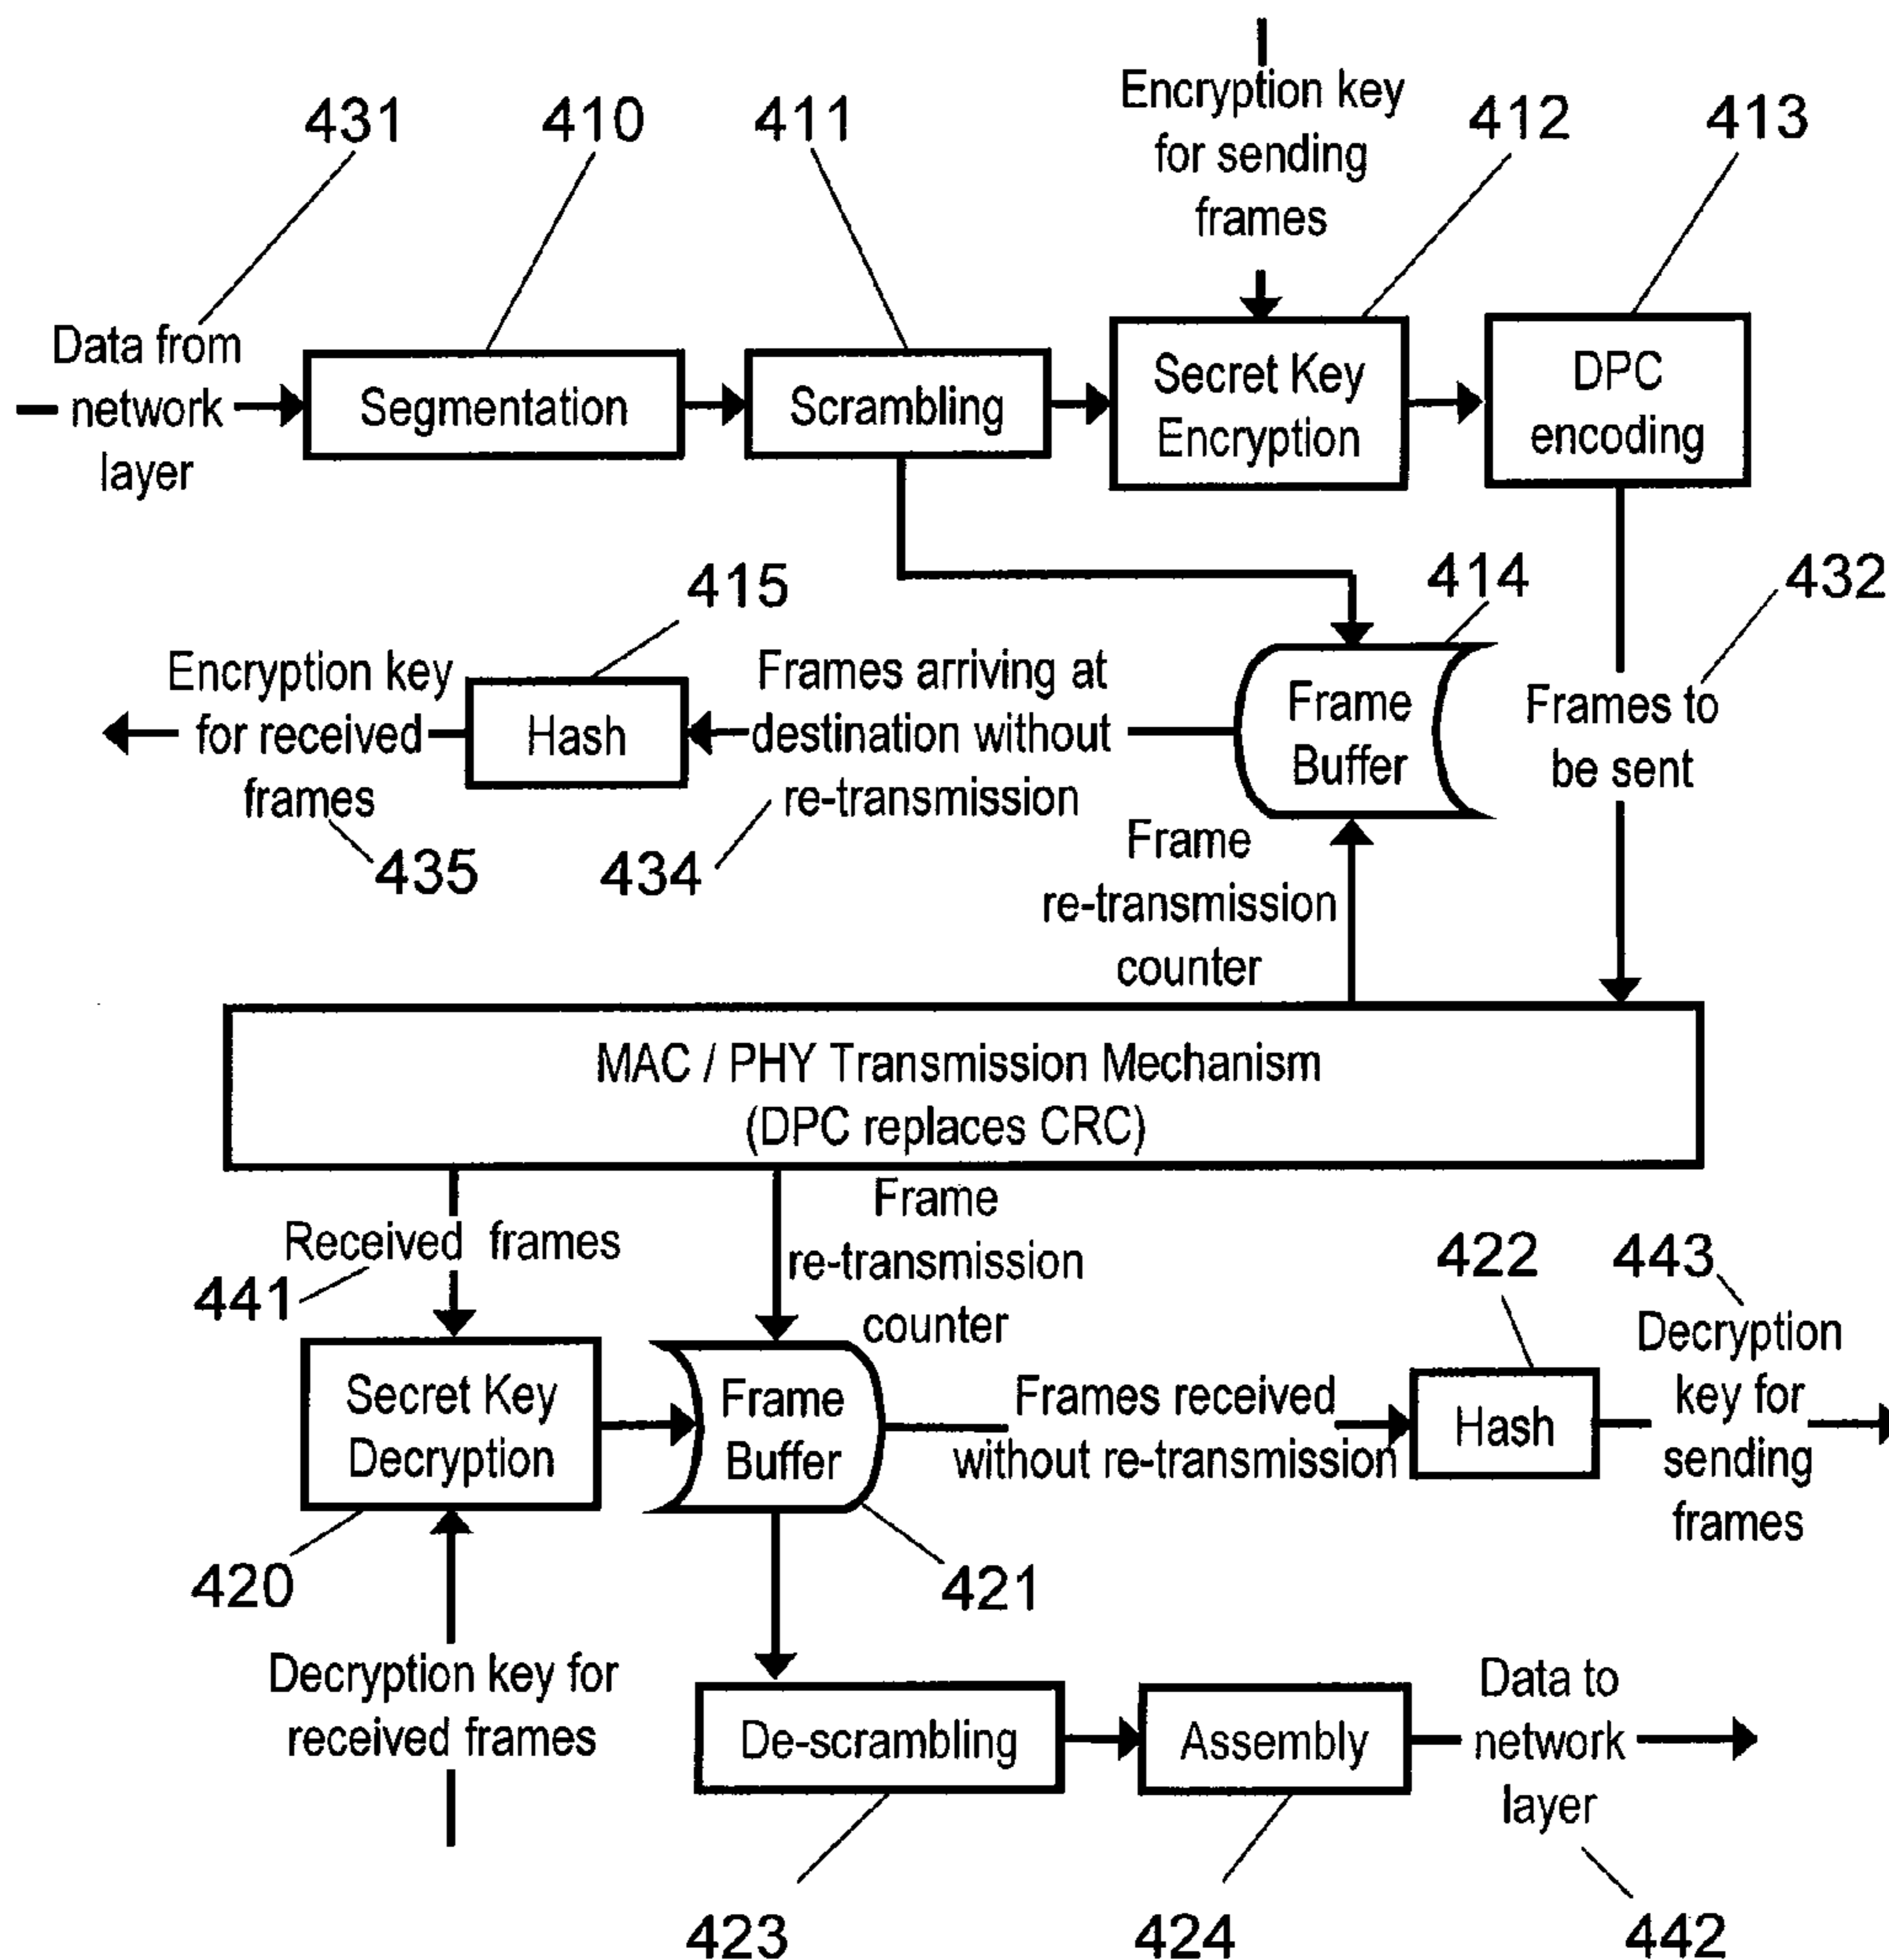 Encryption key
for sending
frames
431
410
411
412
413
Data from
network
layer
Segmentation
Scrambling
Secret Key
Encryption
DPC
encoding
415
414
432
Encryption key
for received
frames
Hash
Frames arriving at
destination without
re-transmission
Frame
Buffer
Frames to
be sent
435
434
Frame
re-transmission
counter
MAC / PHY Transmission Mechanism
(DPC replaces CRC)
Received frames
441
Frame
re-transmission
counter
422
443
Secret Key
Decryption
Frame
Buffer
Frames received
without re-transmission
Hash
Decryption
key for
sending
frames
420
421
Decryption key for
received frames
De-scrambling
Assembly
Data to
network
layer
423
424
442